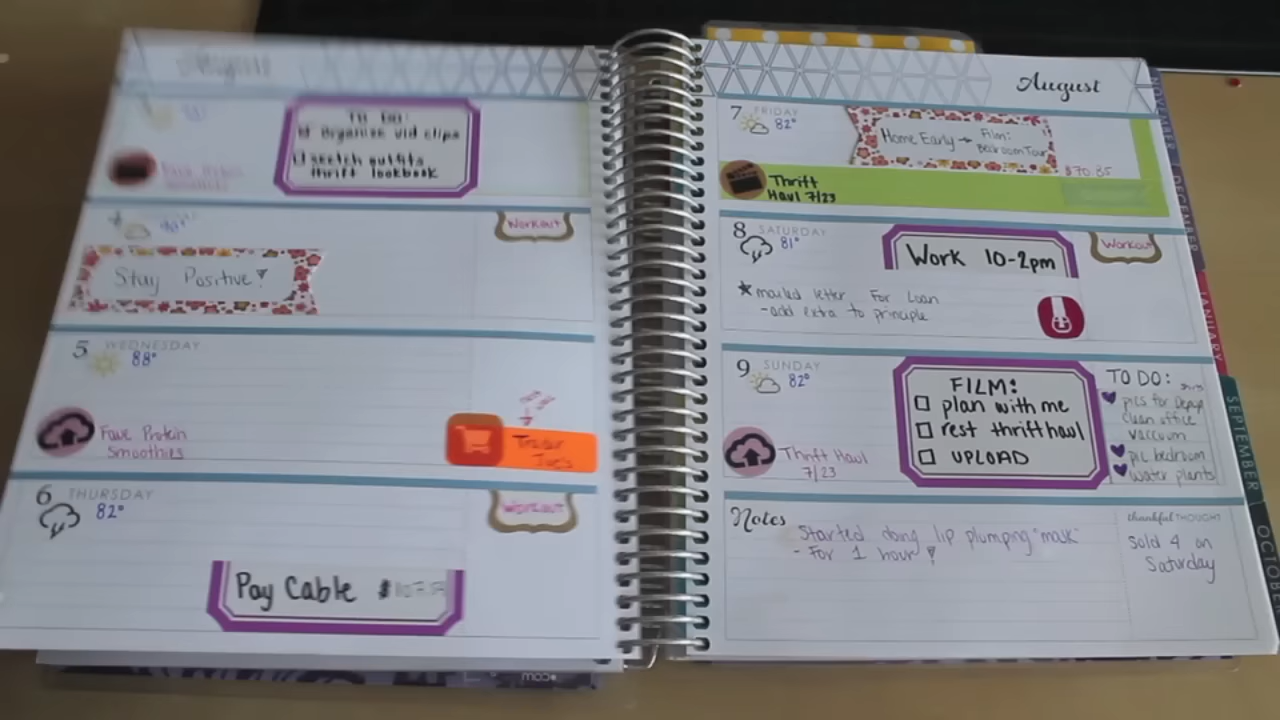 TO DO:
Organize vid clips
sketch outfits
thrift lookbook
Workout
Stay Positive!
5 WEDNESDAY
88°
Fave Protein
Smoothies
Trader
Joe's
6 THURSDAY
82°
Workout
Pay Cable $107.59
August
7 FRIDAY
82°
Home Early → Film:
Bedroom Tour
$70.85
Thrift
Haul 7/23
8 SATURDAY
81°
Work 10-2pm
Workout
★ mailed letter For Loan
- add extra to principle
9 SUNDAY
82°
FILM:
plan with me
rest thrift haul
UPLOAD
TO DO:
pics for Depop
clean office
vaccuum
pic bedroom
water plants
Thrift Haul
7/23
Notes
Started doing lip plumping "mask"
- For 1 hour!
thankful THOUGHT
Sold 4 on
Saturday
NOVEMBER
DECEMBER
JANUARY
SEPTEMBER
OCTOBER